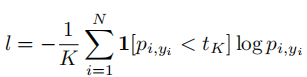 l = -\frac{1}{K} \sum_{i=1}^{N} \mathbf{1}[p_{i,y_i} < t_K] \log p_{i,y_i}